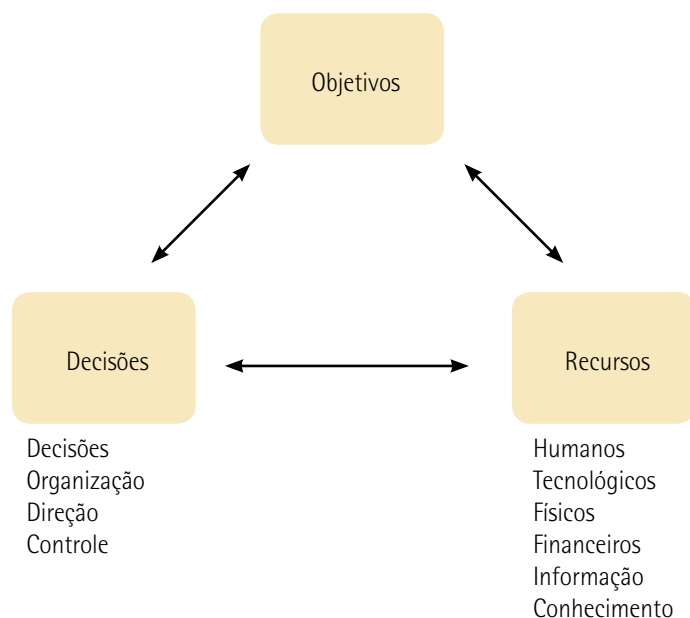 Objetivos
Decisões
Recursos
Decisões
Organização
Direção
Controle
Humanos
Tecnológicos
Físicos
Financeiros
Informação
Conhecimento